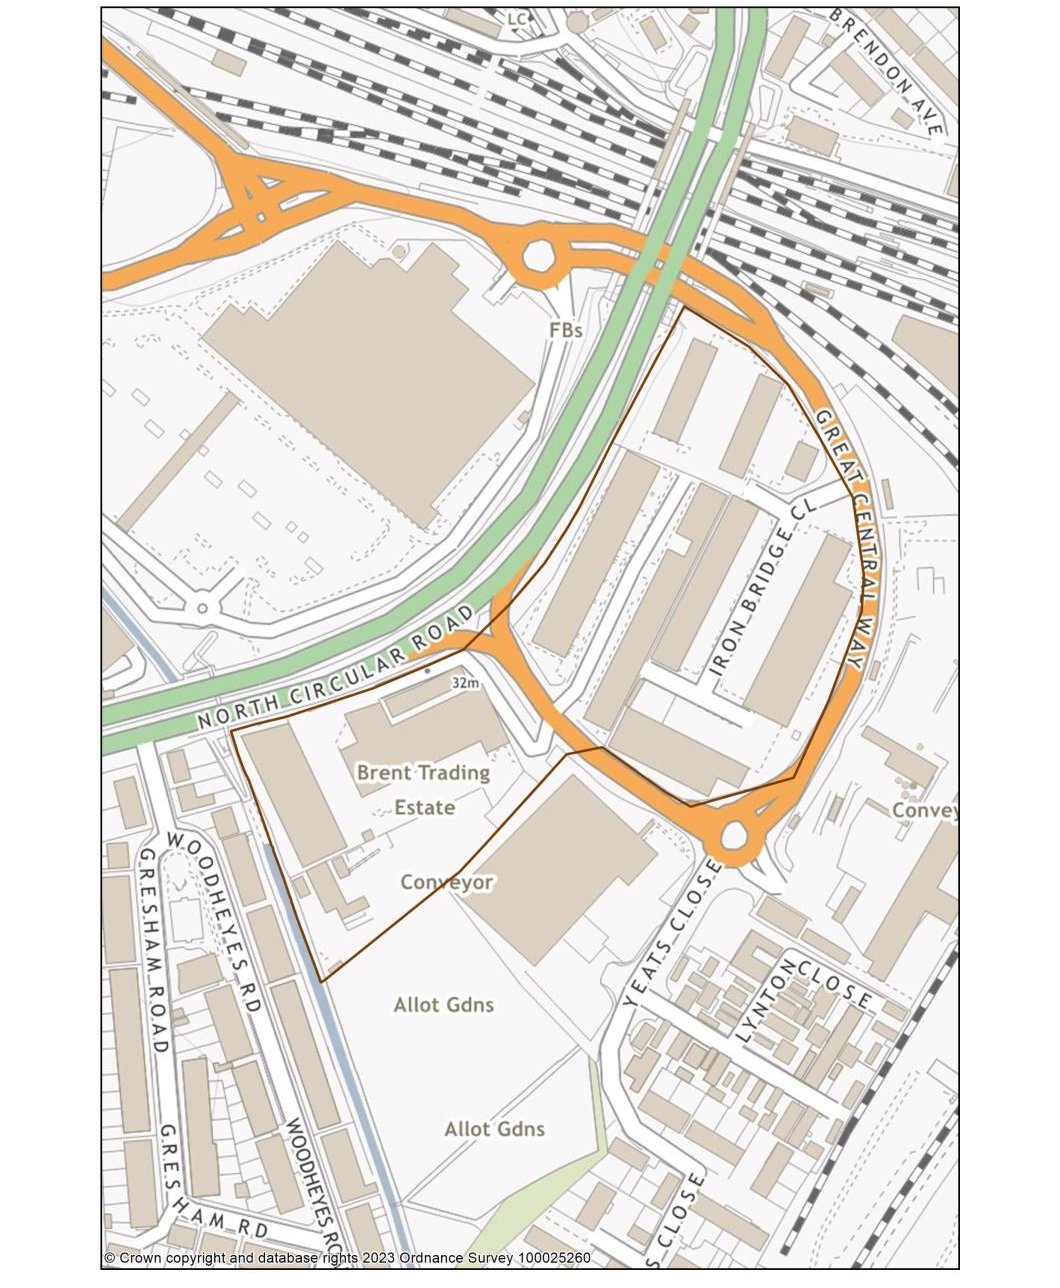 LC
BRENDON AVE
FBs
GREAT CENTRAL WAY
IRON BRIDGE CL
NORTH CIRCULAR ROAD
32m
Brent Trading
Estate
Convey
Conveyor
WOODHEYES RD
GRESHAM ROAD
YEATS CLOSE
LYNTON CLOSE
Allot Gdns
Allot Gdns
GRESHAM RD
WOODHEYES RO
S CLOSE
© Crown copyright and database rights 2023 Ordnance Survey 100025260